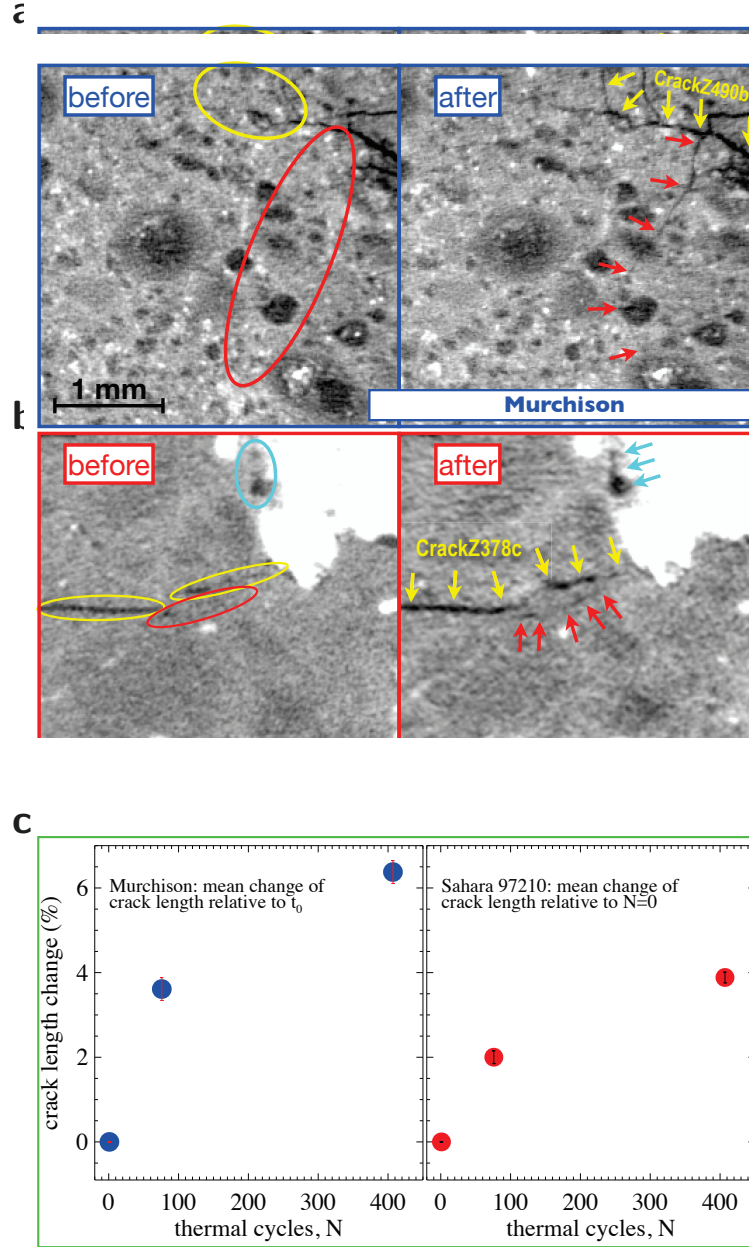 a
before
after
CrackZ490b
1 mm
Murchison
b
before
after
CrackZ378c
c
Murchison: mean change of
crack length relative to t0
Sahara 97210: mean change of
crack length relative to N=0
crack length change (%)
6
4
2
0
0 100 200 300 400
0 100 200 300 400
thermal cycles, N
thermal cycles, N